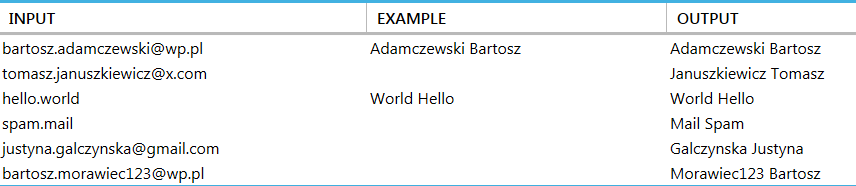 INPUT EXAMPLE OUTPUT
bartosz.adamczewski@wp.pl Adamczewski Bartosz Adamczewski Bartosz
tomasz.januszkiewicz@x.com Januszkiewicz Tomasz
hello.world World Hello World Hello
spam.mail Mail Spam
justyna.galczynska@gmail.com Galczynska Justyna
bartosz.morawiec123@wp.pl Morawiec123 Bartosz